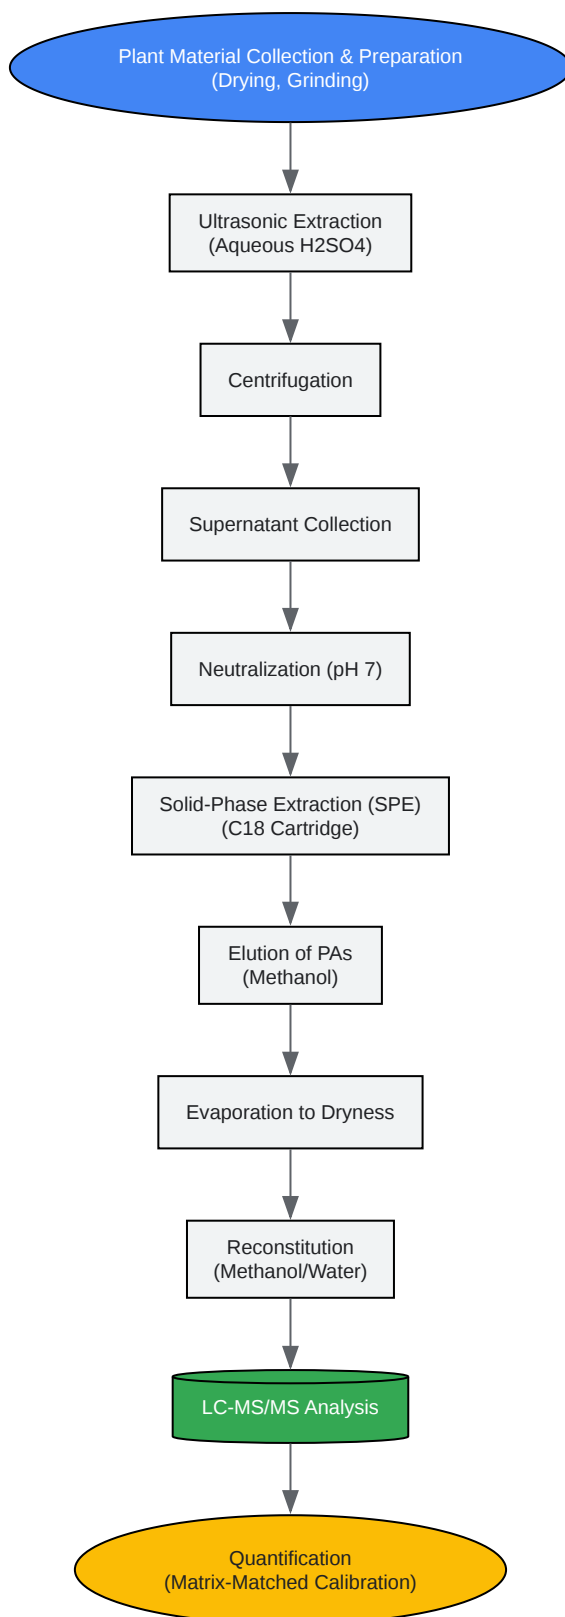 Plant Material Collection & Preparation
(Drying, Grinding)
Ultrasonic Extraction
(Aqueous H2SO4)
Centrifugation
Supernatant Collection
Neutralization (pH 7)
Solid-Phase Extraction (SPE)
(C18 Cartridge)
Elution of PAs
(Methanol)
Evaporation to Dryness
Reconstitution
(Methanol/Water)
LC-MS/MS Analysis
Quantification
(Matrix-Matched Calibration)